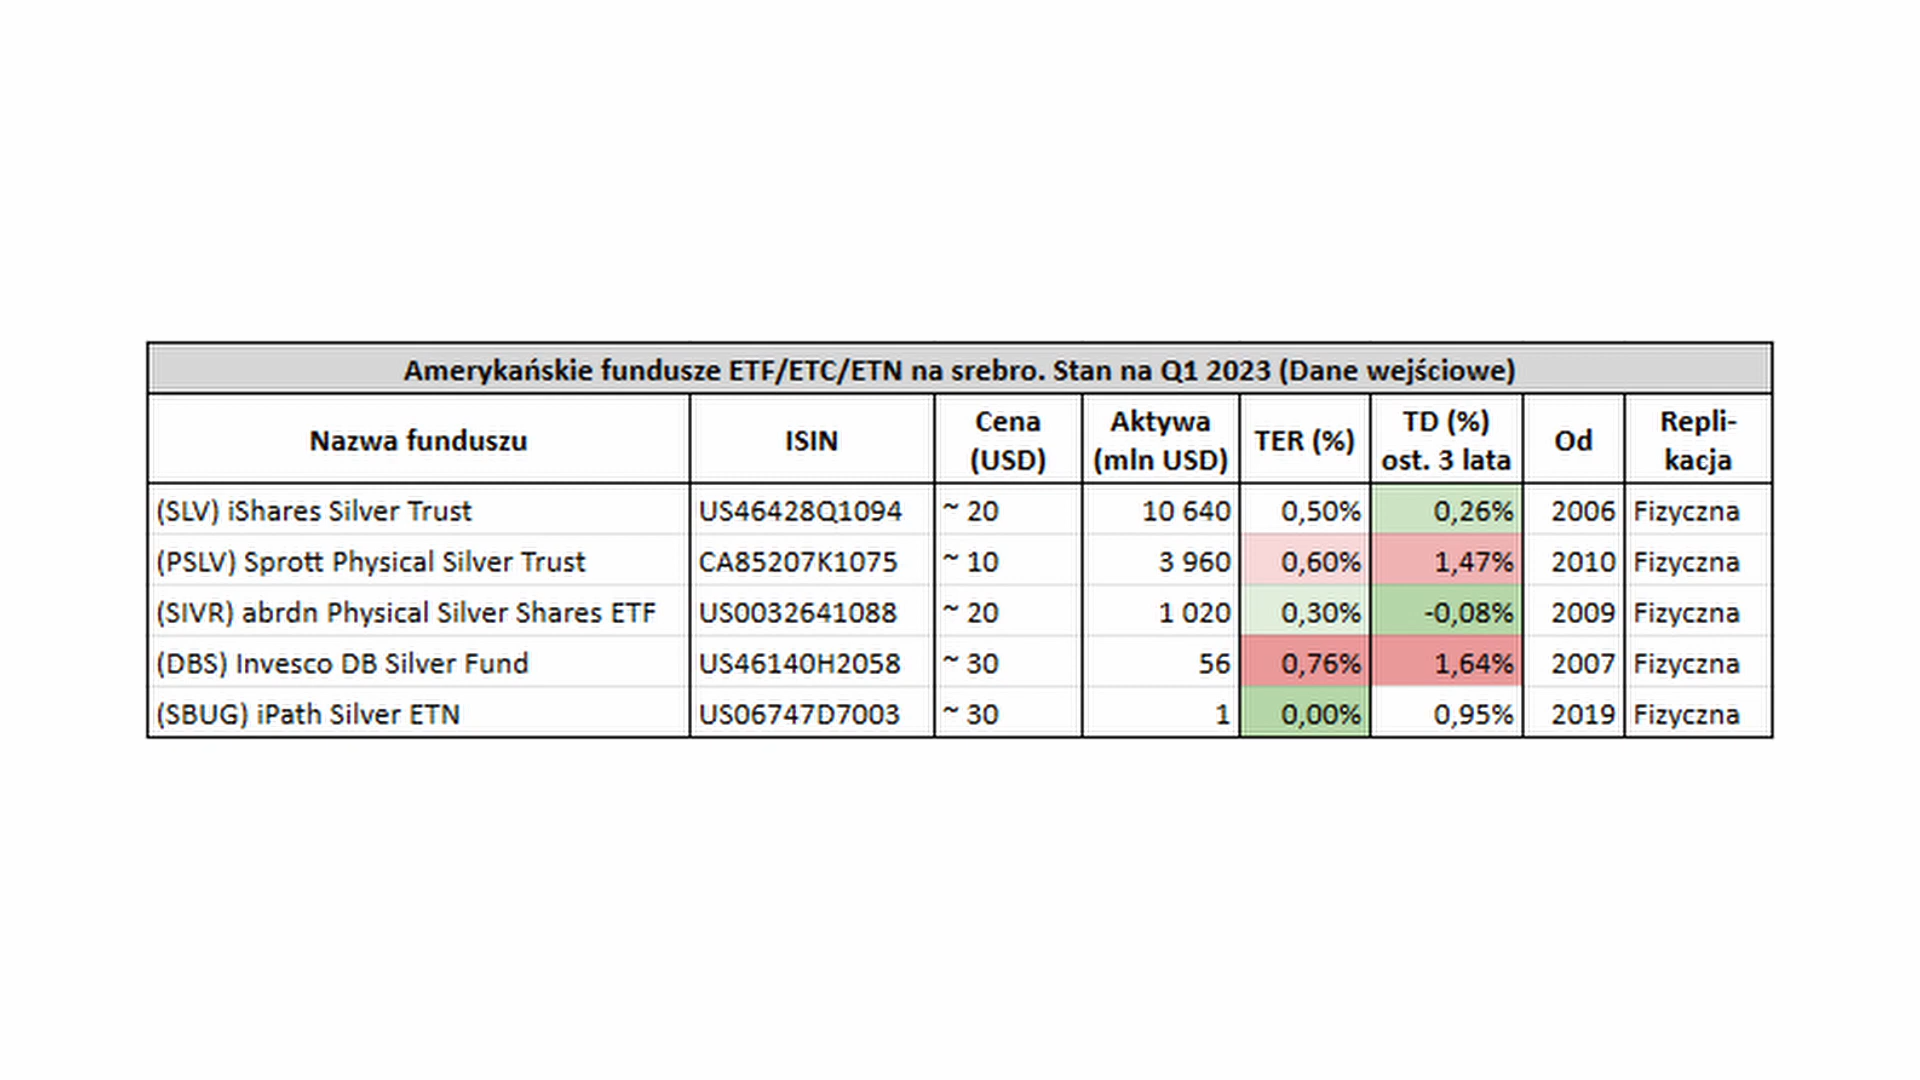 Amerykańskie fundusze ETF/ETC/ETN na srebro. Stan na Q1 2023 (Dane wejściowe)
Nazwa funduszu ISIN Cena (USD) Aktywa (mln USD) TER (%) TD (%) ost. 3 lata Od Repli-kacja
(SLV) iShares Silver Trust US46428Q1094 ~ 20 10 640 0,50% 0,26% 2006 Fizyczna
(PSLV) Sprott Physical Silver Trust CA85207K1075 ~ 10 3 960 0,60% 1,47% 2010 Fizyczna
(SIVR) abrdn Physical Silver Shares ETF US0032641088 ~ 20 1 020 0,30% -0,08% 2009 Fizyczna
(DBS) Invesco DB Silver Fund US46140H2058 ~ 30 56 0,76% 1,64% 2007 Fizyczna
(SBUG) iPath Silver ETN US06747D7003 ~ 30 1 0,00% 0,95% 2019 Fizyczna